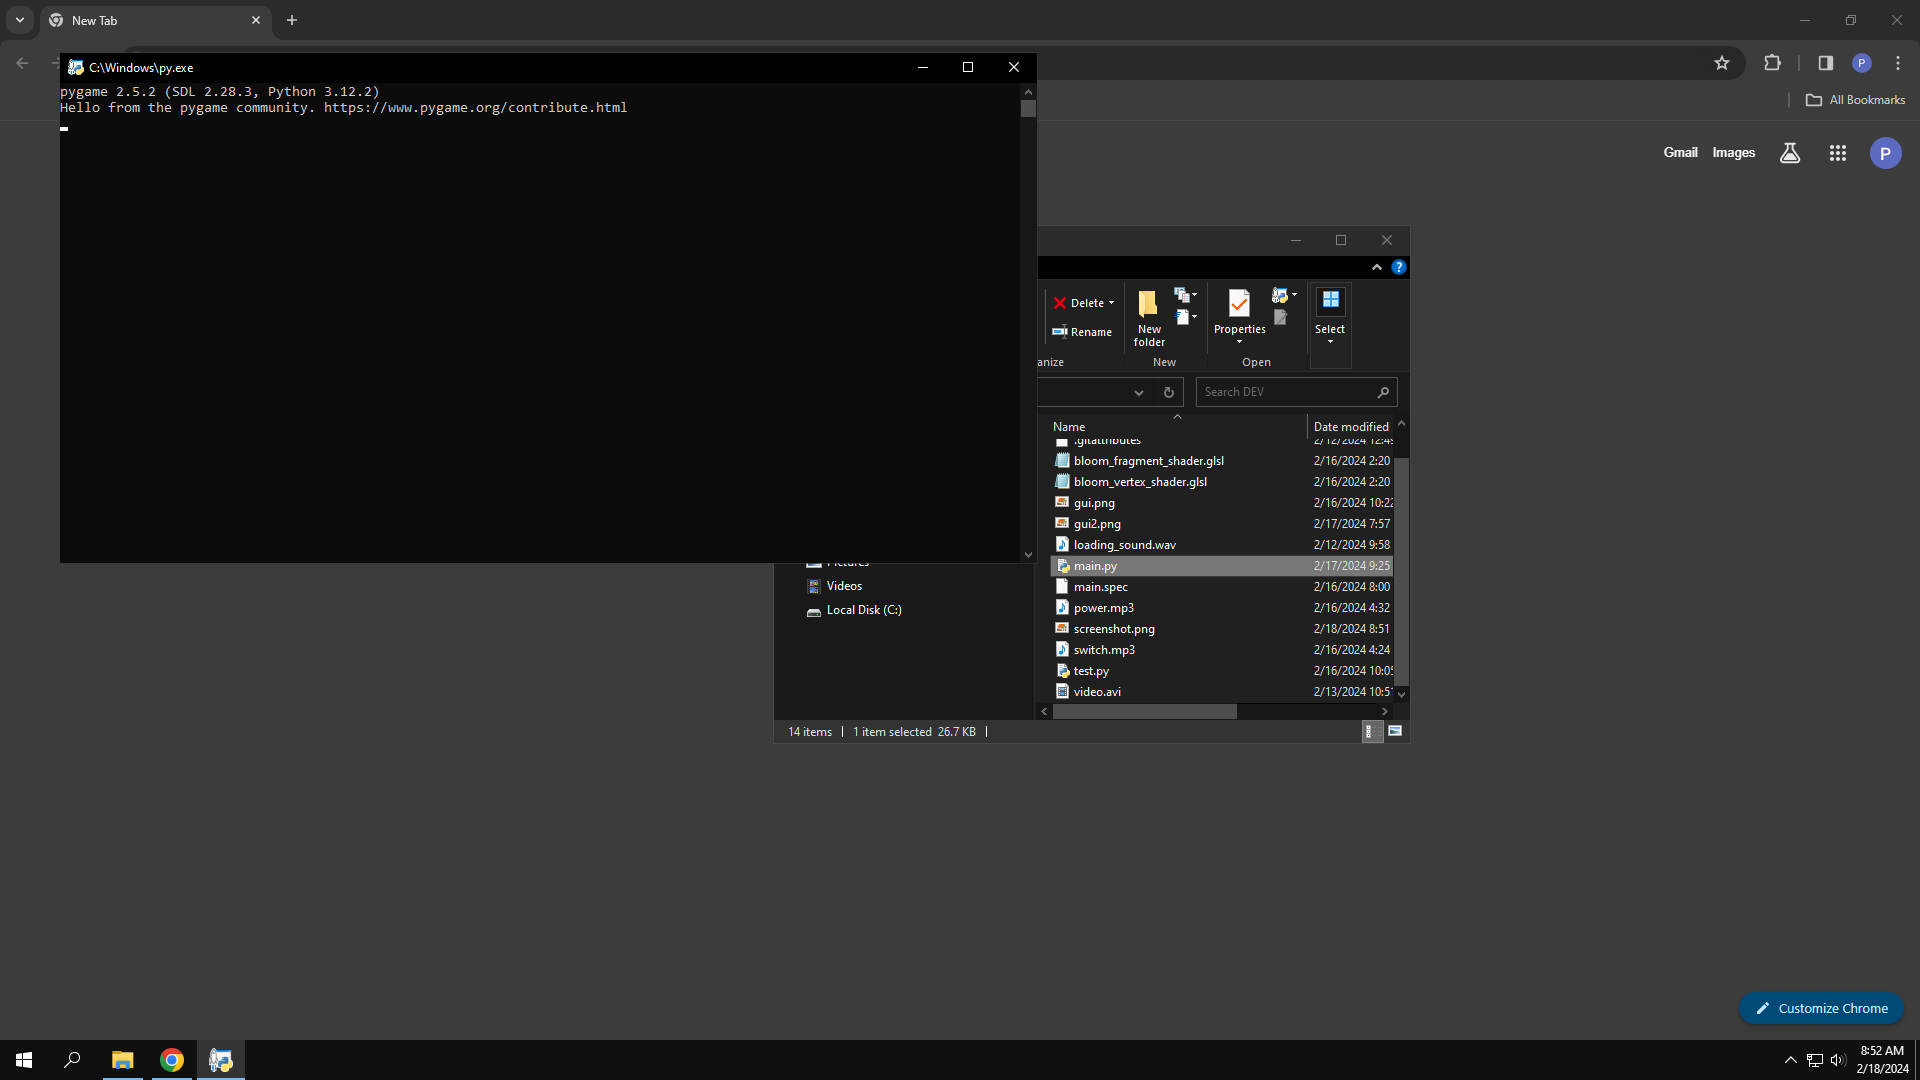 New Tab
C:\Windows\py.exe
pygame 2.5.2 (SDL 2.28.3, Python 3.12.2)
Hello from the pygame community. https://www.pygame.org/contribute.html
P
All Bookmarks
Gmail
Images
P
?
Delete
Rename
anize
New
folder
New
Properties
Open
Select
Search DEV
Name
Date modified
.gitattributes
2/12/2024 12:49
bloom_fragment_shader.glsl
2/16/2024 2:20
bloom_vertex_shader.glsl
2/16/2024 2:20
gui.png
2/16/2024 10:22
gui2.png
2/17/2024 7:57
loading_sound.wav
2/12/2024 9:58
main.py
2/17/2024 9:25
main.spec
2/16/2024 8:00
power.mp3
2/16/2024 4:32
screenshot.png
2/18/2024 8:51
switch.mp3
2/16/2024 4:24
test.py
2/16/2024 10:05
video.avi
2/13/2024 10:51
Pictures
Videos
Local Disk (C:)
14 items
1 item selected 26.7 KB
Customize Chrome
8:52 AM
2/18/2024